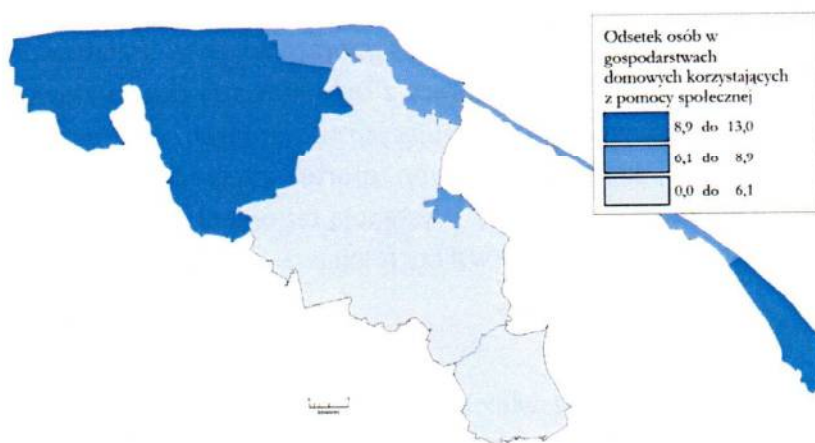 Odsetek osób w
gospodarstwach
domowych korzystających
z pomocy społecznej
8,9 do 13,0
6,1 do 8,9
0,0 do 6,1